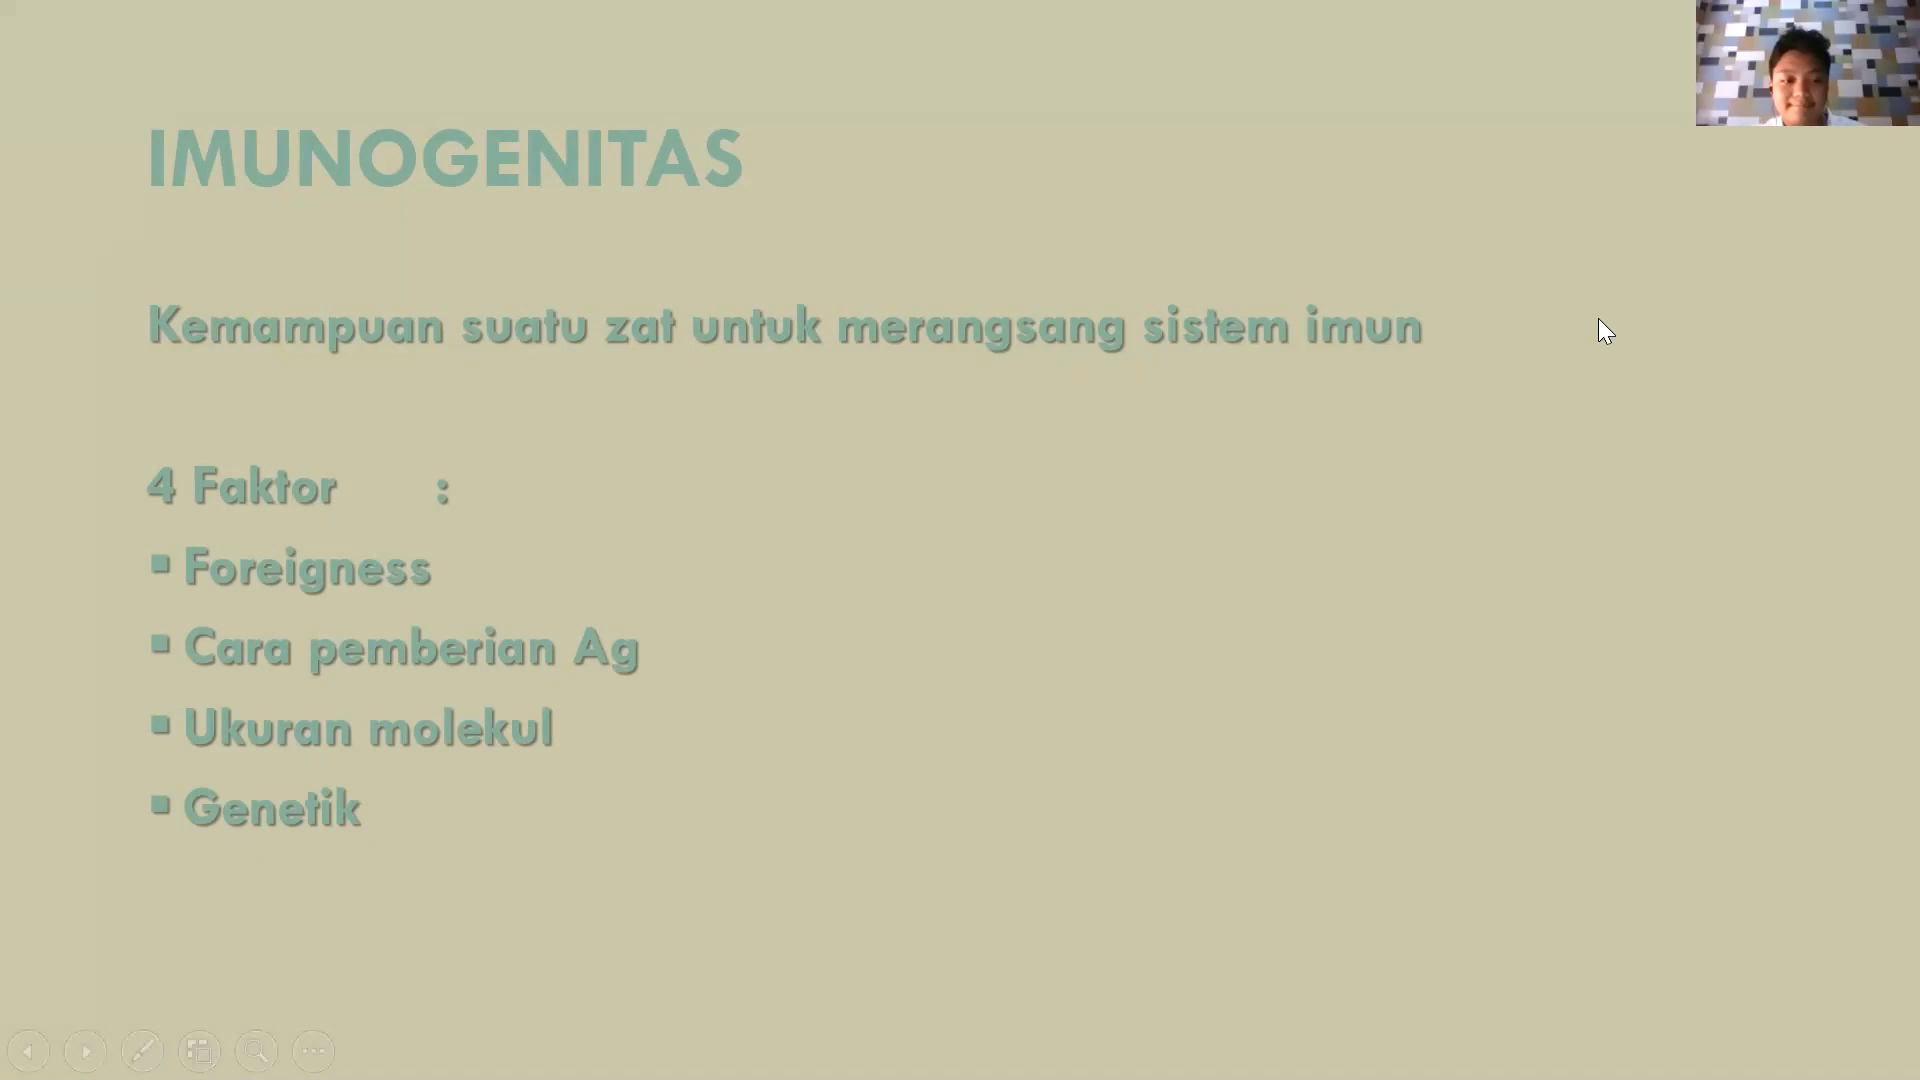 IMUNOGENITAS
Kemampuan suatu zat untuk merangsang sistem imun
4 Faktor :
▪ Foreigness
▪ Cara pemberian Ag
▪ Ukuran molekul
▪ Genetik